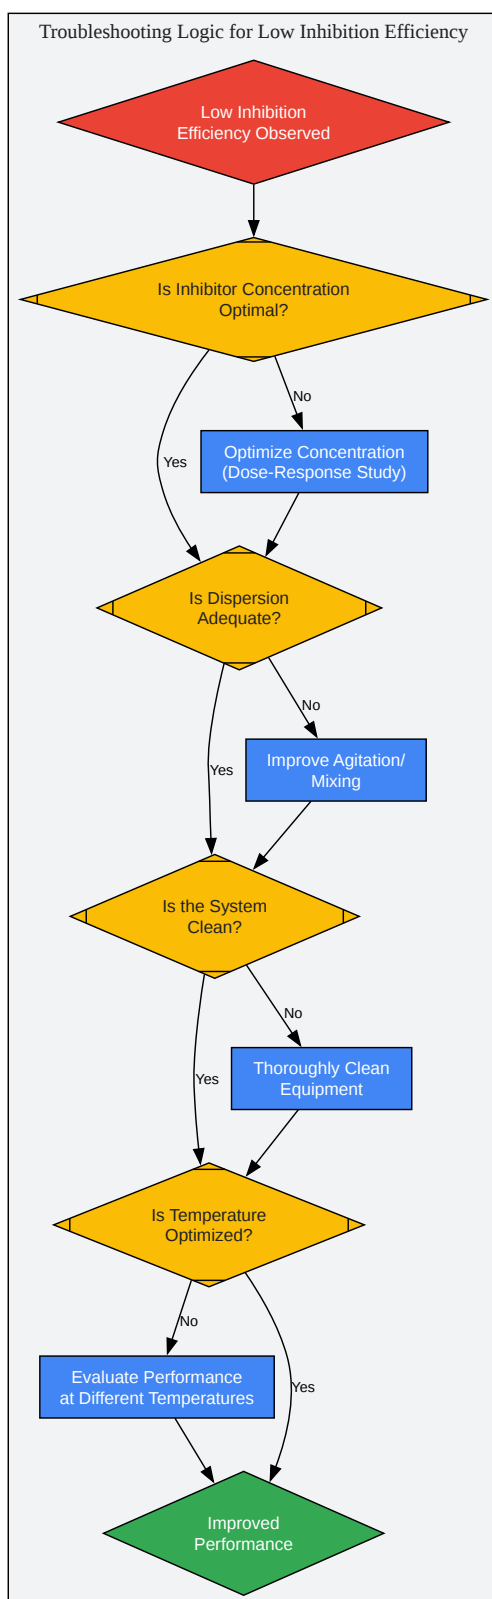 Troubleshooting Logic for Low Inhibition Efficiency
Low Inhibition
Efficiency Observed
Is Inhibitor Concentration
Optimal?
No
Yes
Optimize Concentration
(Dose-Response Study)
Is Dispersion
Adequate?
No
Yes
Improve Agitation/
Mixing
Is the System
Clean?
No
Yes
Thoroughly Clean
Equipment
Is Temperature
Optimized?
No
Yes
Evaluate Performance
at Different Temperatures
Improved
Performance